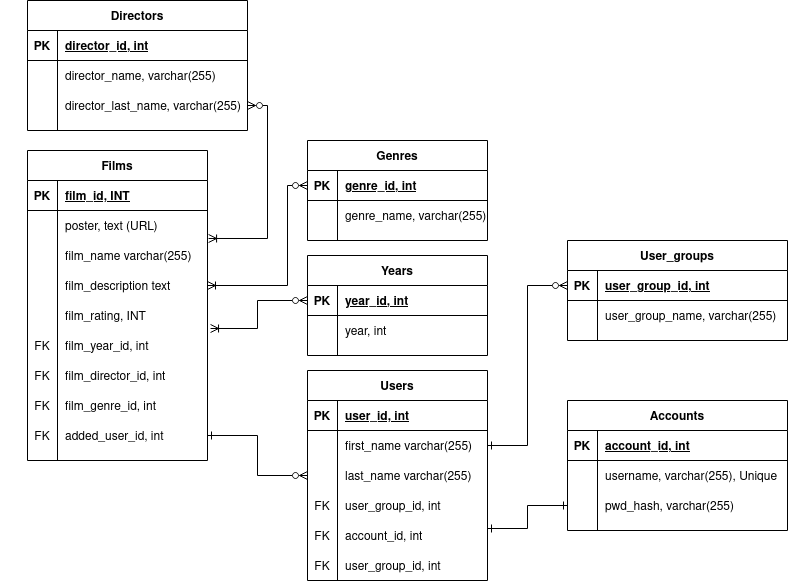 Directors
PK director_id, int
director_name, varchar(255)
director_last_name, varchar(255)
Films
PK film_id, INT
poster, text (URL)
film_name varchar(255)
film_description text
film_rating, INT
FK film_year_id, int
FK film_director_id, int
FK film_genre_id, int
FK added_user_id, int
Genres
PK genre_id, int
genre_name, varchar(255)
Years
PK year_id, int
year, int
Users
PK user_id, int
first_name varchar(255)
last_name varchar(255)
FK user_group_id, int
FK account_id, int
FK user_group_id, int
User_groups
PK user_group_id, int
user_group_name, varchar(255)
Accounts
PK account_id, int
username, varchar(255), Unique
pwd_hash, varchar(255)